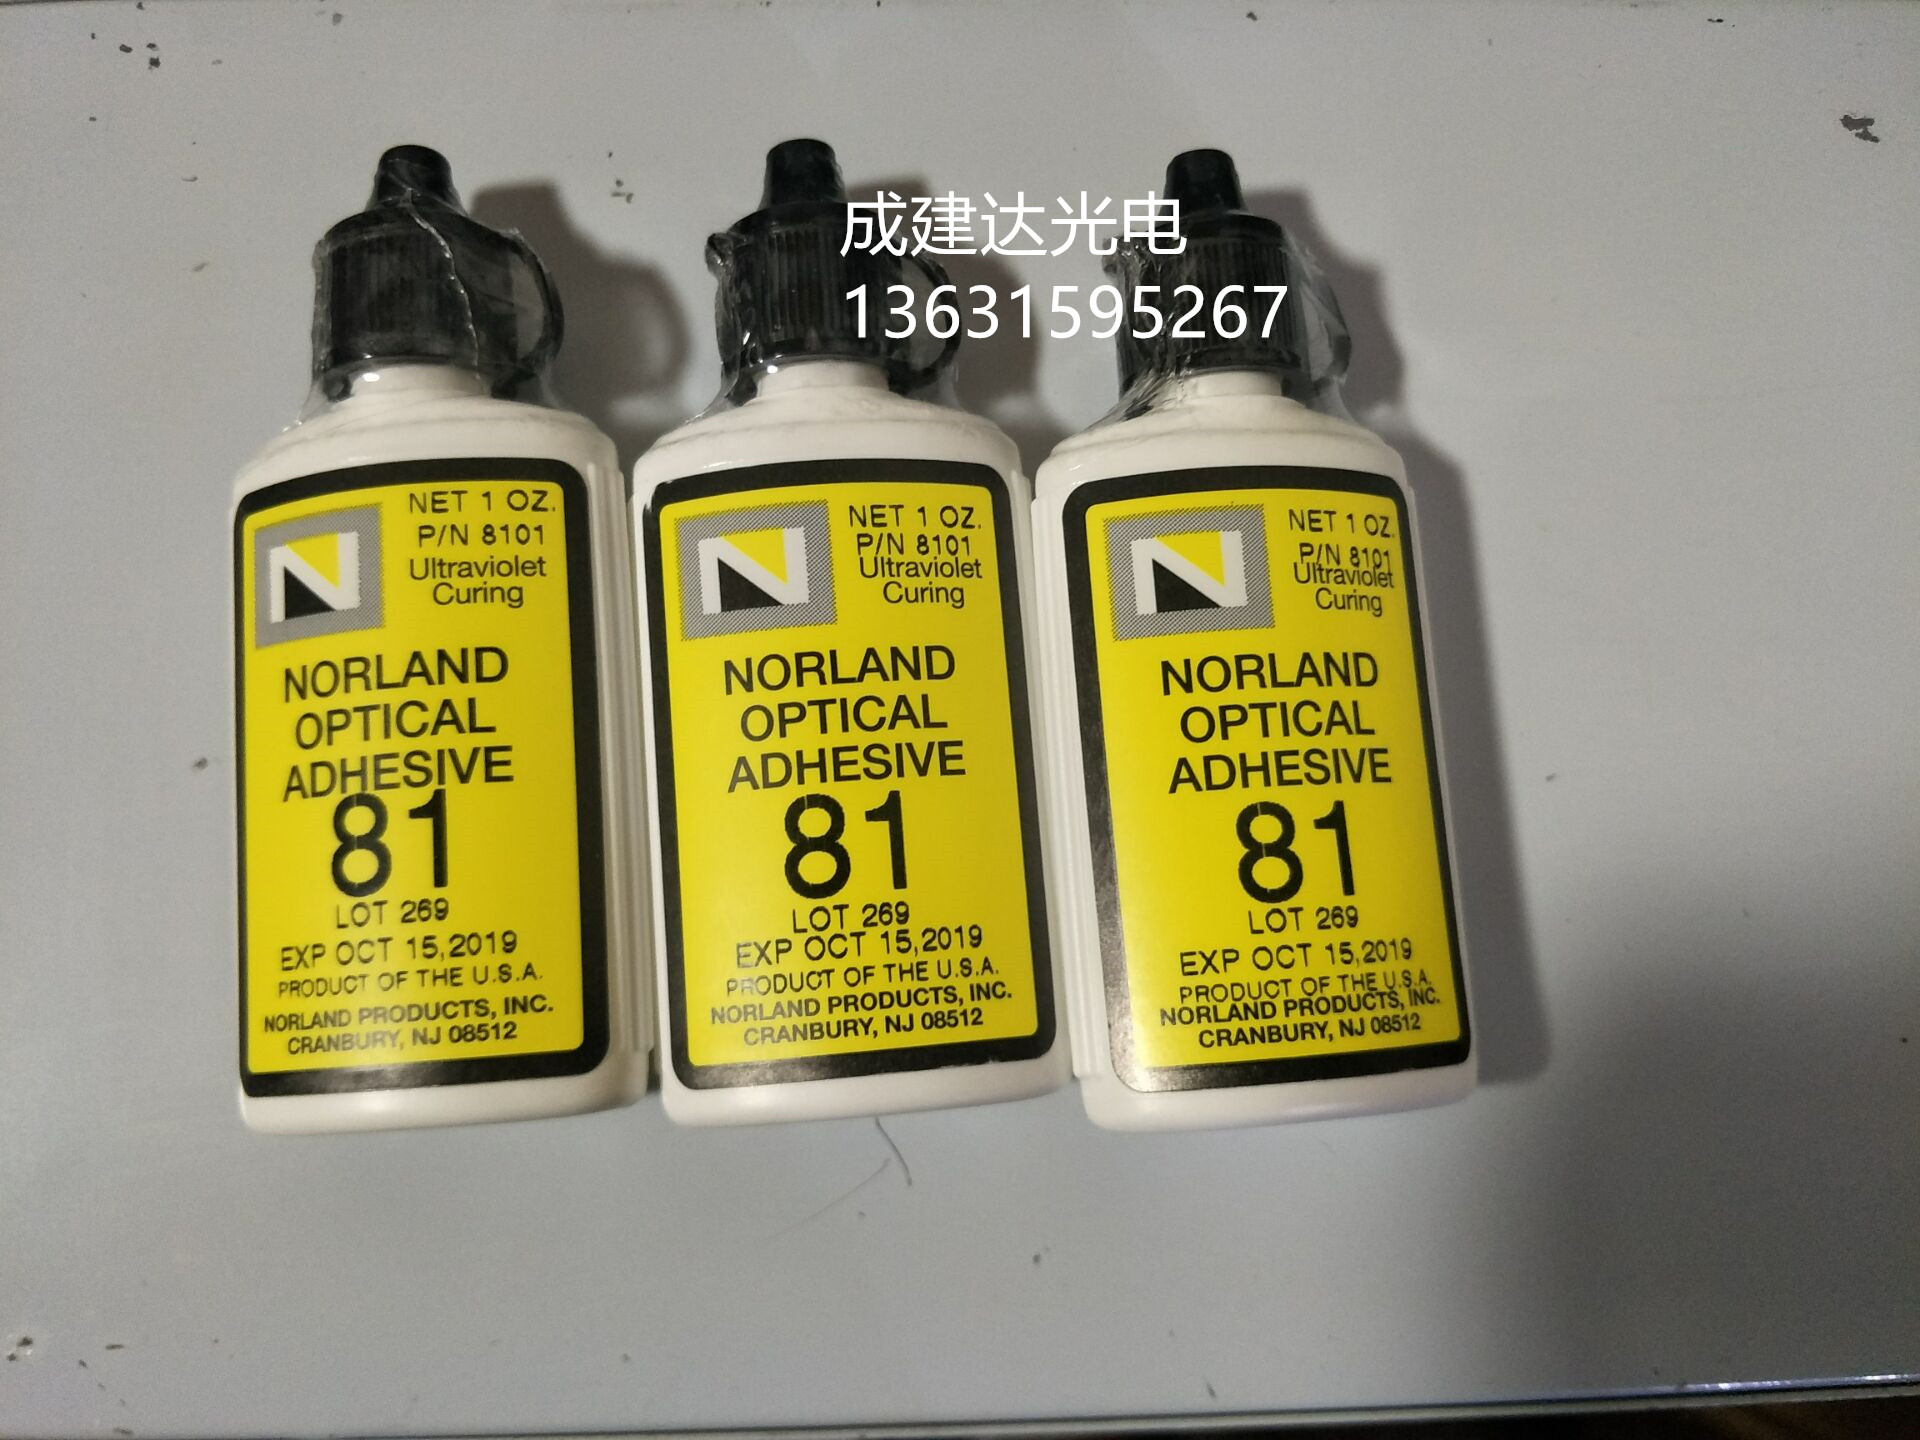 成建达光电
13631595267
NET 1 OZ.
P/N 8101
Ultraviolet
Curing
N
NORLAND
OPTICAL
ADHESIVE
81
LOT 269
EXP OCT 15,2019
PRODUCT OF THE U.S.A.
NORLAND PRODUCTS, INC.
CRANBURY, NJ 08512
NET 1 OZ.
P/N 8101
Ultraviolet
Curing
N
NORLAND
OPTICAL
ADHESIVE
81
LOT 269
EXP OCT 15,2019
PRODUCT OF THE U.S.A.
NORLAND PRODUCTS, INC.
CRANBURY, NJ 08512
NET 1 OZ.
P/N 8101
Ultraviolet
Curing
N
NORLAND
OPTICAL
ADHESIVE
81
LOT 269
EXP OCT 15,2019
PRODUCT OF THE U.S.A.
NORLAND PRODUCTS, INC.
CRANBURY, NJ 08512